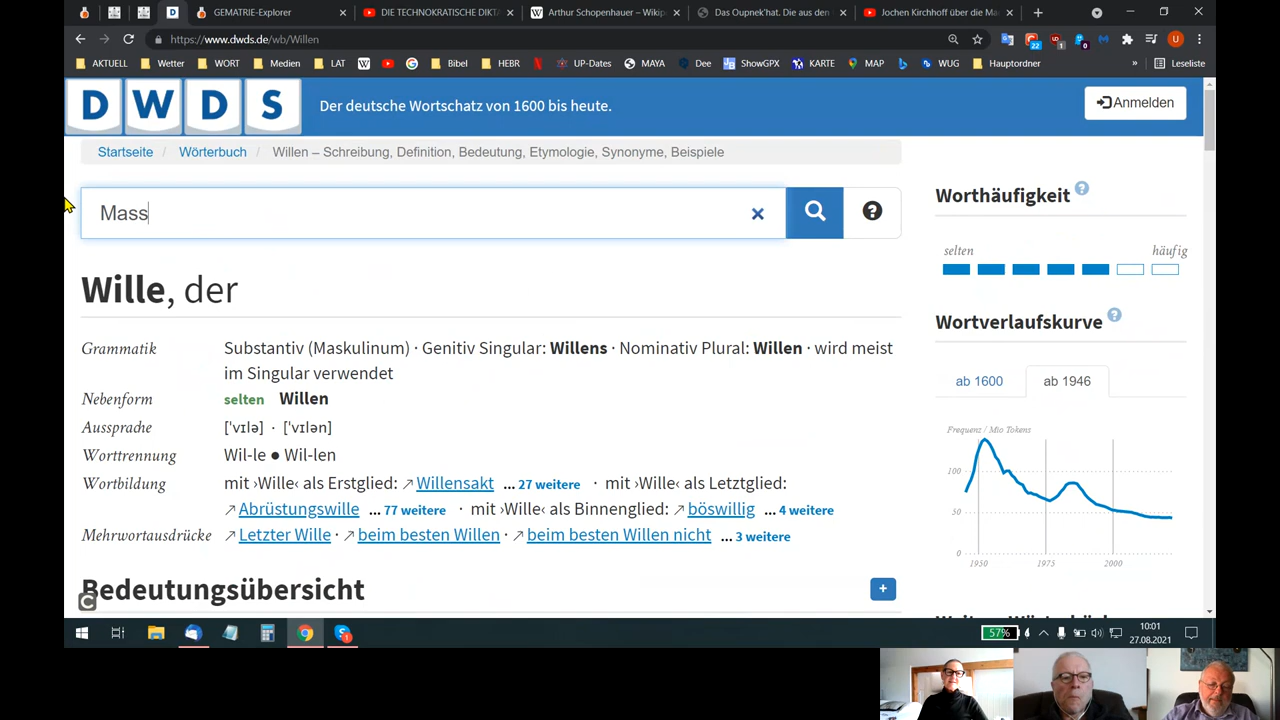 GEMATRIE-Explorer
DIE TECHNOKRATISCHE DIKT
Arthur Schopenhauer – Wikip
Das Oupnek'hat. Die aus den
Jochen Kirchhoff über die Ma
https://www.dwds.de/wb/Willen
AKTUELL Wetter WORT Medien LAT Bibel HEBR UP-Dates MAYA Dee ShowGPX KARTE MAP WUG Hauptordner » Leseliste
D W D S
Der deutsche Wortschatz von 1600 bis heute.
Anmelden
Startseite / Wörterbuch / Willen – Schreibung, Definition, Bedeutung, Etymologie, Synonyme, Beispiele
Mass
Wille, der
Grammatik Substantiv (Maskulinum) · Genitiv Singular: Willens · Nominativ Plural: Willen · wird meist
im Singular verwendet
Nebenform selten Willen
Aussprache [ˈvɪlə] · [ˈvɪlən]
Worttrennung Wil-le ● Wil-len
Wortbildung mit ›Wille‹ als Erstglied: ↗ Willensakt ... 27 weitere · mit ›Wille‹ als Letztglied:
↗ Abrüstungswille ... 77 weitere · mit ›Wille‹ als Binnenglied: ↗ böswillig ... 4 weitere
Mehrwortausdrücke ↗ Letzter Wille · ↗ beim besten Willen · ↗ beim besten Willen nicht ... 3 weitere
Bedeutungsübersicht +
Worthäufigkeit ?
selten häufig
Wortverlaufskurve ?
ab 1600 ab 1946
Frequenz / Mio Tokens
100
50
0
1950 1975 2000
57%
10:01
27.08.2021